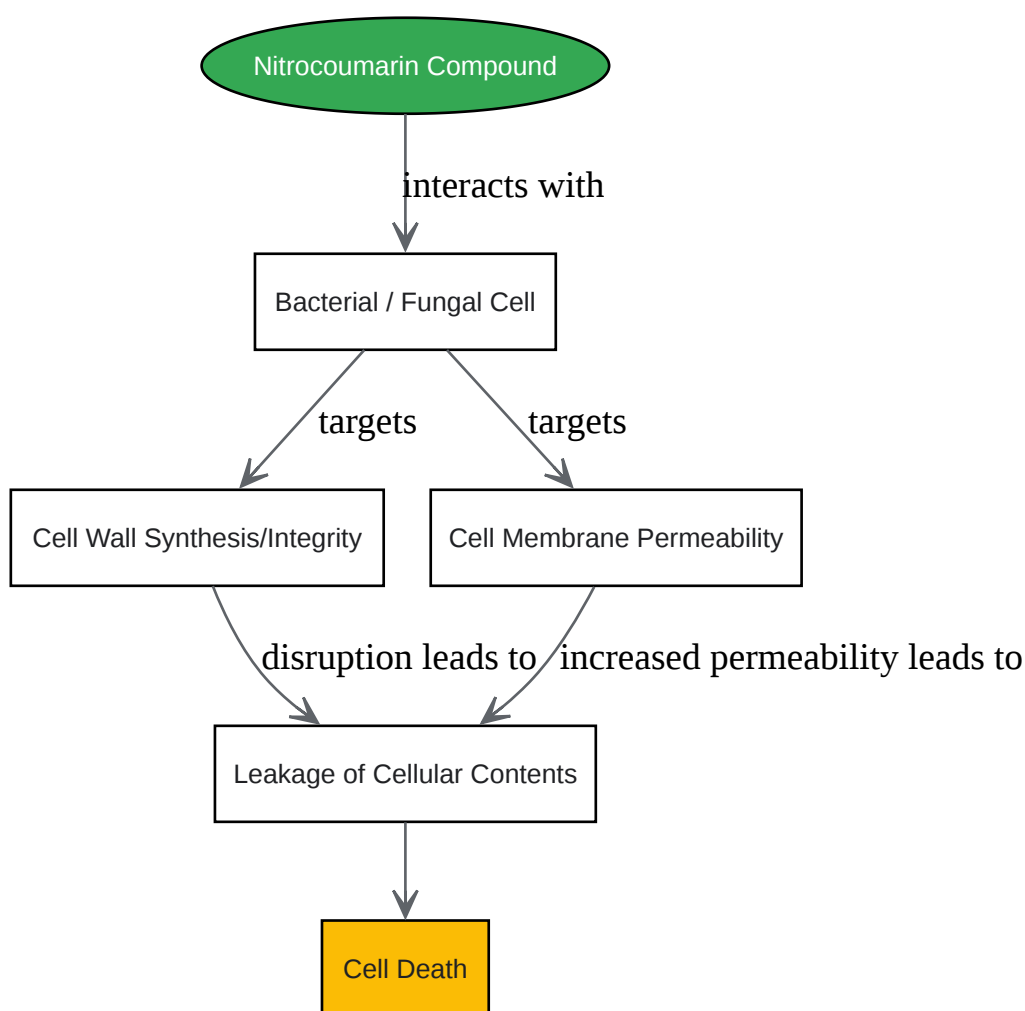 Nitrocoumarin Compound
interacts with
Bacterial / Fungal Cell
targets
targets
Cell Wall Synthesis/Integrity
Cell Membrane Permeability
disruption leads to
increased permeability leads to
Leakage of Cellular Contents
Cell Death